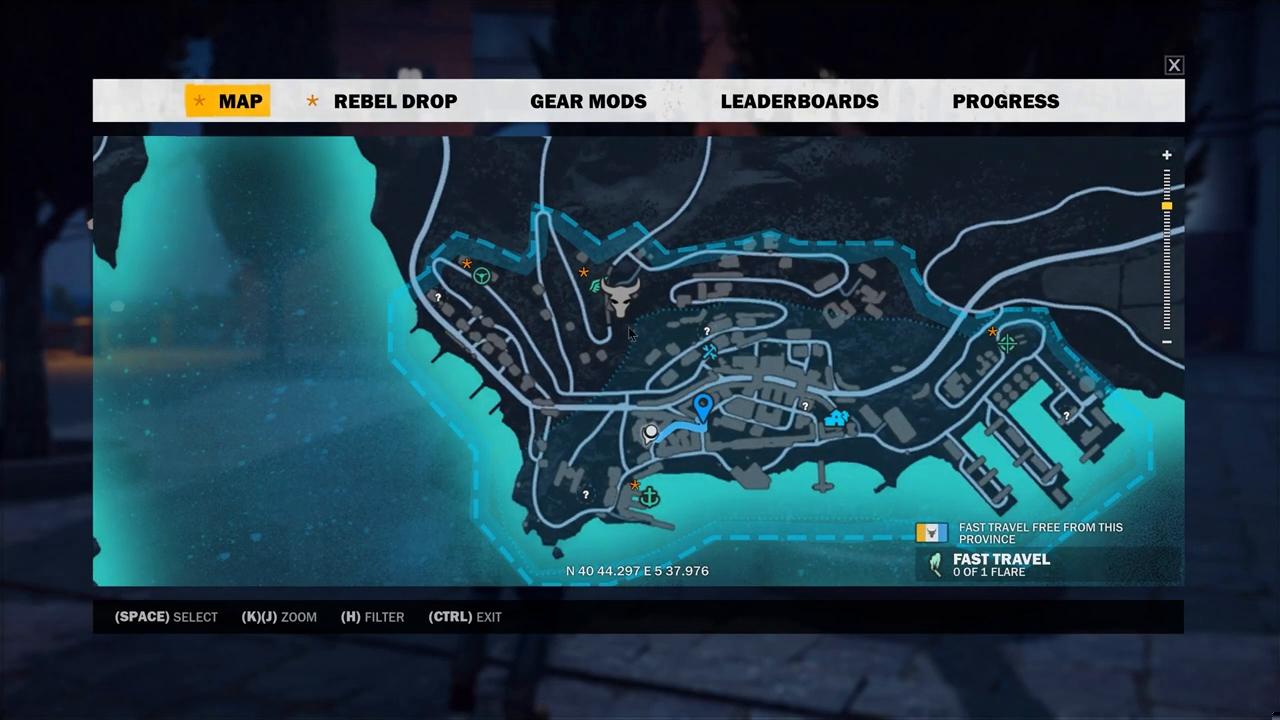 X
MAP
REBEL DROP
GEAR MODS
LEADERBOARDS
PROGRESS
+
?
?
?
?
?
N 40 44.297 E 5 37.976
FAST TRAVEL FREE FROM THIS
PROVINCE
FAST TRAVEL
0 OF 1 FLARE
(SPACE) SELECT
(K)(J) ZOOM
(H) FILTER
(CTRL) EXIT